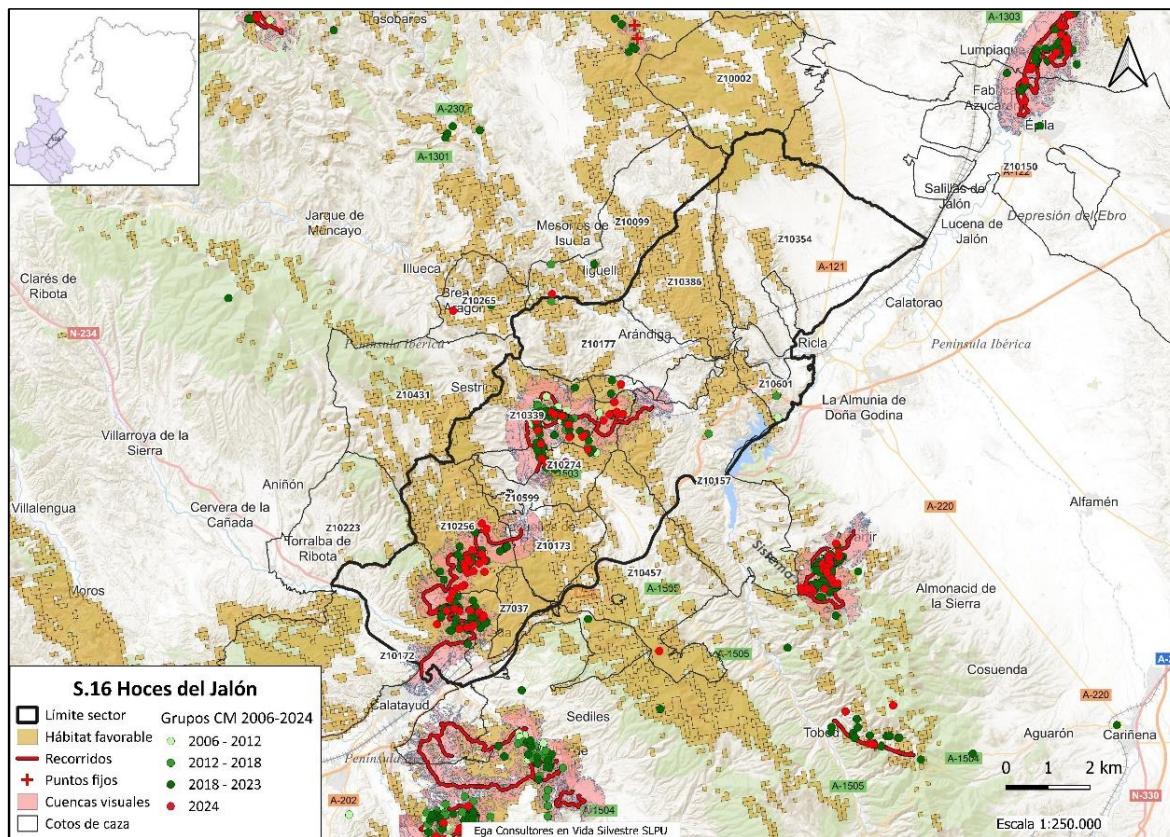 Tresobares
A-1303
Lumpiaque
Z10002
A-230
A-1301
Épila
Z10150
A-122
Salillas de
Jalón
Depresión del Ebro
Lucena de
Jalón
Jarque de
Moncayo
Mesones de
Isuela
Z10099
Niguella
Z10354
Illueca
Z10386
A-121
Clarés de
Ribota
Brea de
Aragón
Z10265
Calatorao
N-234
Arándiga
Península Ibérica
Z10177
Ricla
Península Ibérica
Sestrica
Z10431
Z10601
La Almunia de
Doña Godina
Z10339
Villarroya de la
Sierra
Z10274
Aniñón
Z10157
Z10599
Villalengua
Cervera de la
Cañada
A-220
Alfamén
Z10223
Z10256
Torralba de
Ribota
Z10173
Sistema
Moros
Z10457
A-1505
Almonacid de
la Sierra
Z7037
Z10172
A-1505
Cosuenda
Calatayud
A-220
Sediles
Tobed
Aguarón
Cariñena
A-1504
A-1505
N-330
A-202
A-1504
S.16 Hoces del Jalón
Límite sector
Hábitat favorable
Recorridos
Puntos fijos
Cuencas visuales
Cotos de caza
Grupos CM 2006-2024
2006 - 2012
2012 - 2018
2018 - 2023
2024
0 1 2 km
Ega Consultores en Vida Silvestre SLPU
Escala 1:250.000